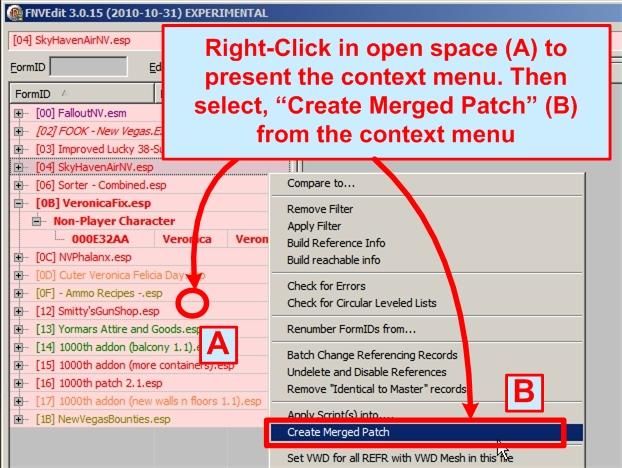 FNVEdit 3.0.15 (2010-10-31) EXPERIMENTAL
[04] SkyHavenAirNV.esp
FormID
Ed
Right-Click in open space (A) to
present the context menu. Then
select, “Create Merged Patch” (B)
from the context menu
FormID
[00] FalloutNV.esm
[02] FOOK - New Vegas.E
[03] Improved Lucky 38-Su
[04] SkyHavenAirNV.esp
[06] Sorter - Combined.esp
[0B] VeronicaFix.esp
Non-Player Character
000E32AA Veronica Veron
[0C] NVPhalanx.esp
[0D] Cuter Veronica Felicia Day .esp
[0F] - Ammo Recipes -.esp
[12] Smitty'sGunShop.esp
[13] Yormars Attire and Goods.esp
[14] 1000th addon (balcony 1.1).e
[15] 1000th addon (more containers).esp
[16] 1000th patch 2.1.esp
[17] 1000th addon (new walls n floors 1.1).esp
[1B] NewVegasBounties.esp
A
Compare to...
Remove Filter
Apply Filter
Build Reference Info
Build reachable info
Check for Errors
Check for Circular Leveled Lists
Renumber FormIDs from...
Batch Change Referencing Records
Undelete and Disable References
Remove "Identical to Master" records
B
Apply Script(s) into....
Create Merged Patch
Set VWD for all REFR with VWD Mesh in this file